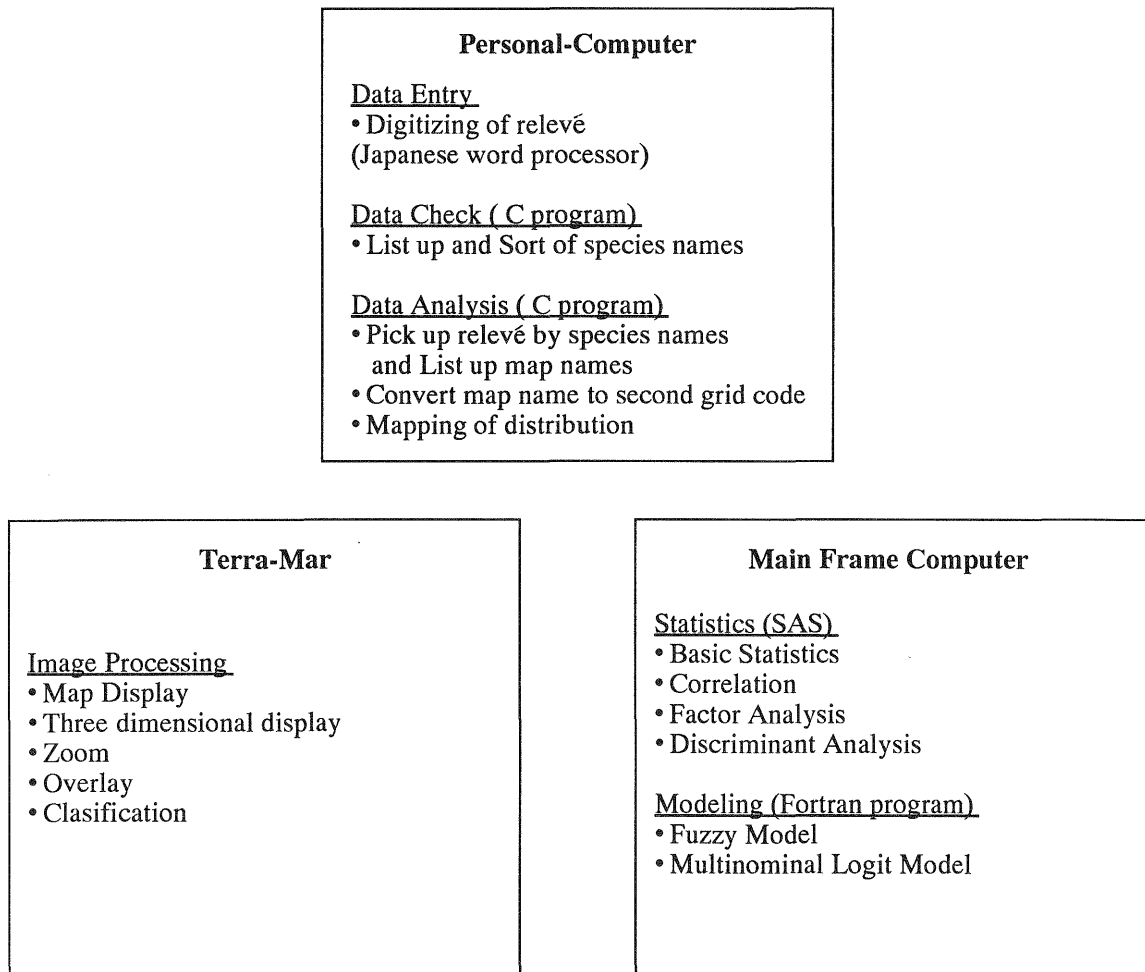 Personal-Computer
Data Entry
• Digitizing of relevé
(Japanese word processor)
Data Check ( C program)
• List up and Sort of species names
Data Analysis ( C program)
• Pick up relevé by species names
and List up map names
• Convert map name to second grid code
• Mapping of distribution
Terra-Mar
Image Processing
• Map Display
• Three dimensional display
• Zoom
• Overlay
• Clasification
Main Frame Computer
Statistics (SAS)
• Basic Statistics
• Correlation
• Factor Analysis
• Discriminant Analysis
Modeling (Fortran program)
• Fuzzy Model
• Multinominal Logit Model